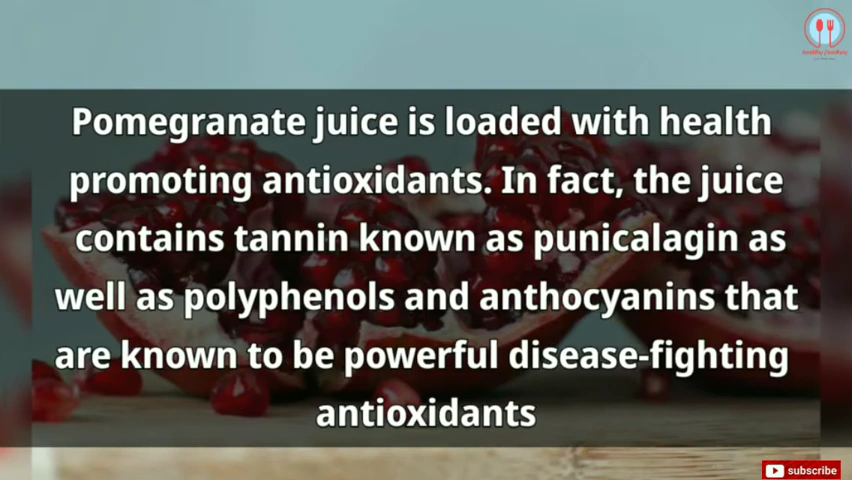 Pomegranate juice is loaded with health
promoting antioxidants. In fact, the juice
contains tannin known as punicalagin as
well as polyphenols and anthocyanins that
are known to be powerful disease-fighting
antioxidants
subscribe